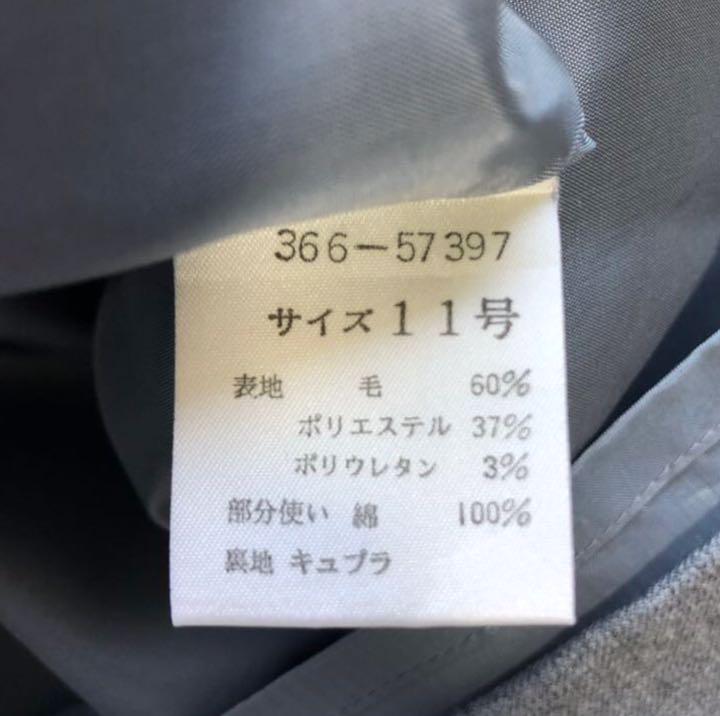 366-57397
サイズ 11号
表地 毛 60%
ポリエステル 37%
ポリウレタン 3%
部分使い 綿 100%
裏地 キュプラ